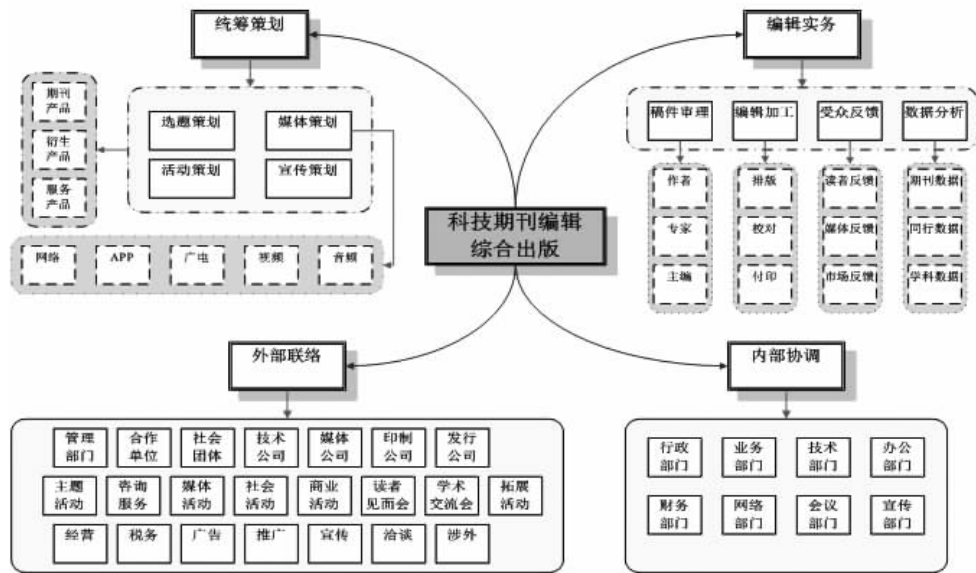 统筹策划
编辑实务
期刊
产品
衍生
产品
服务
产品
选题策划
媒体策划
活动策划
宣传策划
网络
APP
广电
视频
音频
稿件审理
编辑加工
受众反馈
数据分析
作者
专家
主编
排版
校对
付印
读者反馈
媒体反馈
市场反馈
期刊数据
同行数据
学科数据
科技期刊编辑
综合出版
外部联络
内部协调
管理
部门
合作
单位
社会
团体
技术
公司
媒体
公司
印制
公司
发行
公司
主题
活动
咨询
服务
媒体
活动
社会
活动
商业
活动
读者
见面会
学术
交流会
拓展
活动
经营
税务
广告
推广
宣传
洽谈
涉外
行政
部门
业务
部门
技术
部门
办公
部门
财务
部门
网络
部门
会议
部门
宣传
部门